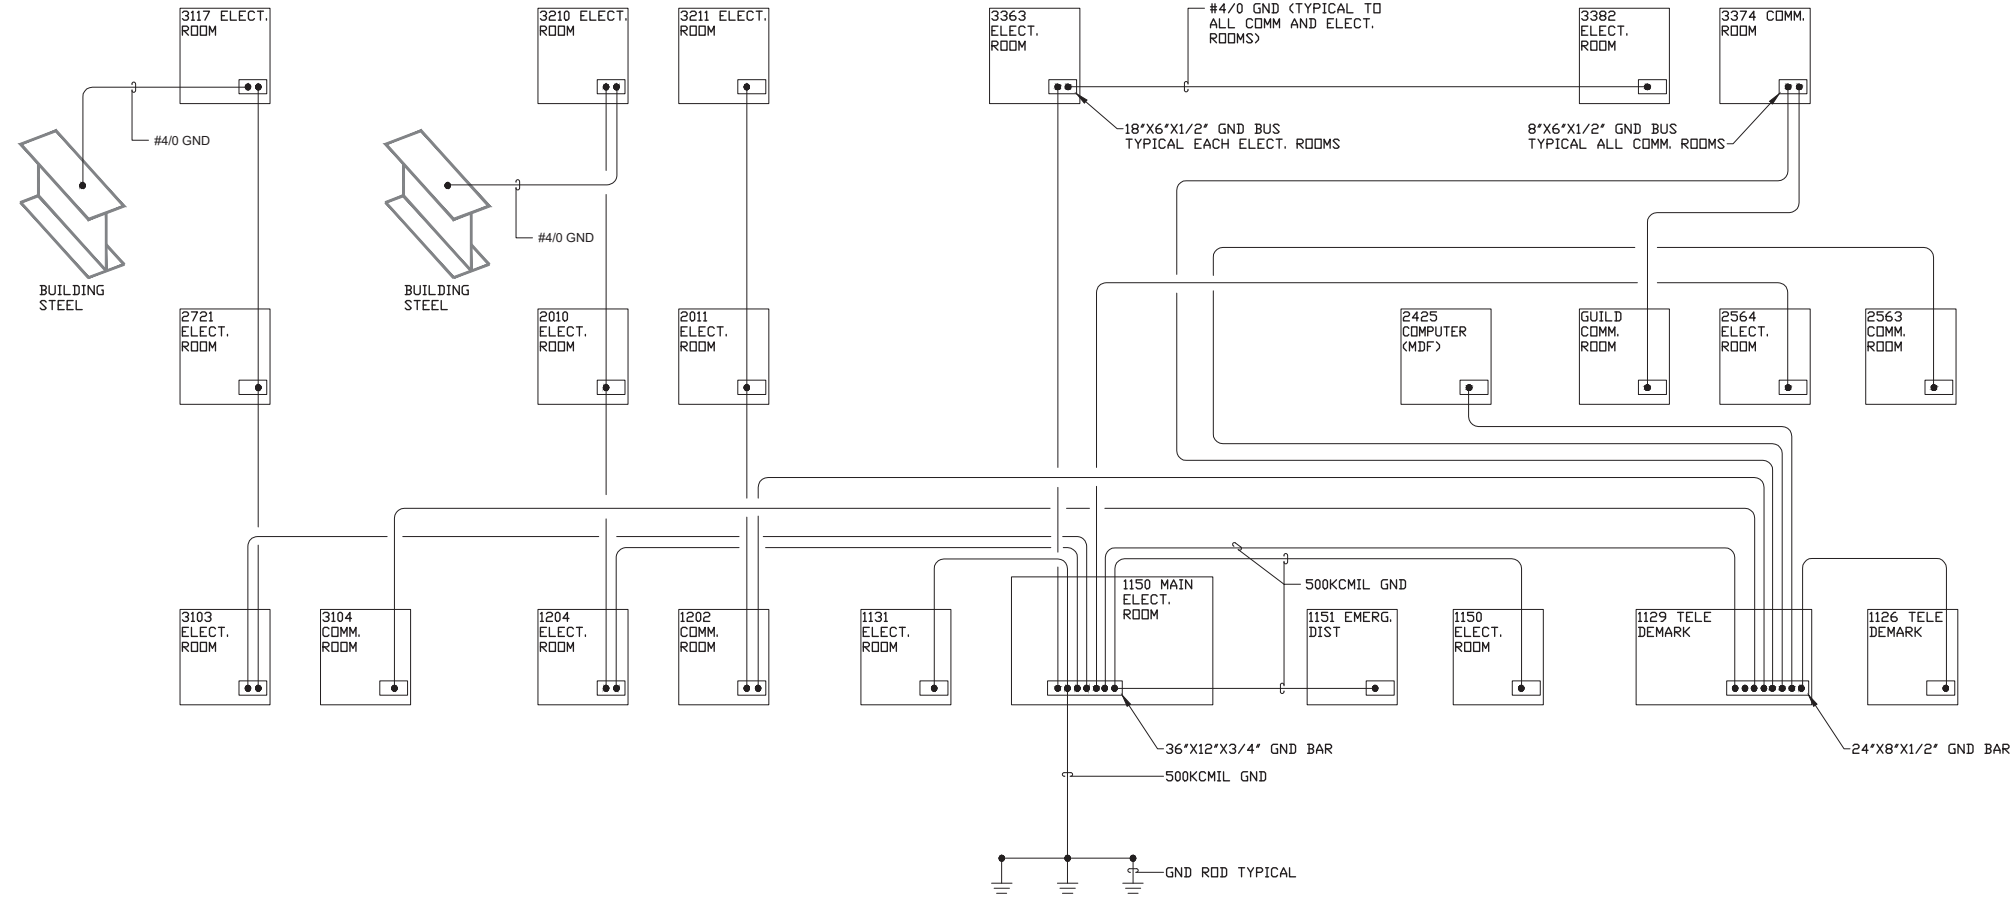 3117 ELECT.
ROOM
3210 ELECT.
ROOM
3211 ELECT.
ROOM
3363
ELECT.
ROOM
#4/0 GND (TYPICAL TO
ALL COMM AND ELECT.
ROOMS)
3382
ELECT.
ROOM
3374 COMM.
ROOM
#4/0 GND
18"X6"X1/2" GND BUS
TYPICAL EACH ELECT. ROOMS
8"X6"X1/2" GND BUS
TYPICAL ALL COMM. ROOMS
#4/0 GND
BUILDING
STEEL
BUILDING
STEEL
2721
ELECT.
ROOM
2010
ELECT.
ROOM
2011
ELECT.
ROOM
2425
COMPUTER
(MDF)
GUILD
COMM.
ROOM
2564
ELECT.
ROOM
2563
COMM.
ROOM
500KCMIL GND
3103
ELECT.
ROOM
3104
COMM.
ROOM
1204
ELECT.
ROOM
1202
COMM.
ROOM
1131
ELECT.
ROOM
1150 MAIN
ELECT.
ROOM
1151 EMERG.
DIST
1150
ELECT.
ROOM
1129 TELE
DEMARK
1126 TELE
DEMARK
36"X12"X3/4" GND BAR
24"X8"X1/2" GND BAR
500KCMIL GND
GND ROD TYPICAL